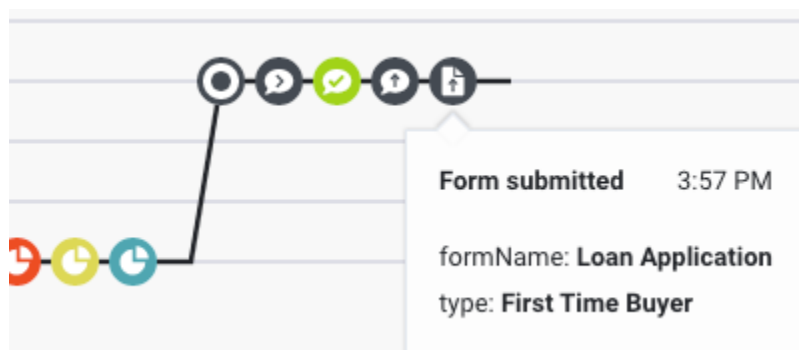 Form submitted 3:57 PM
formName: Loan Application
type: First Time Buyer